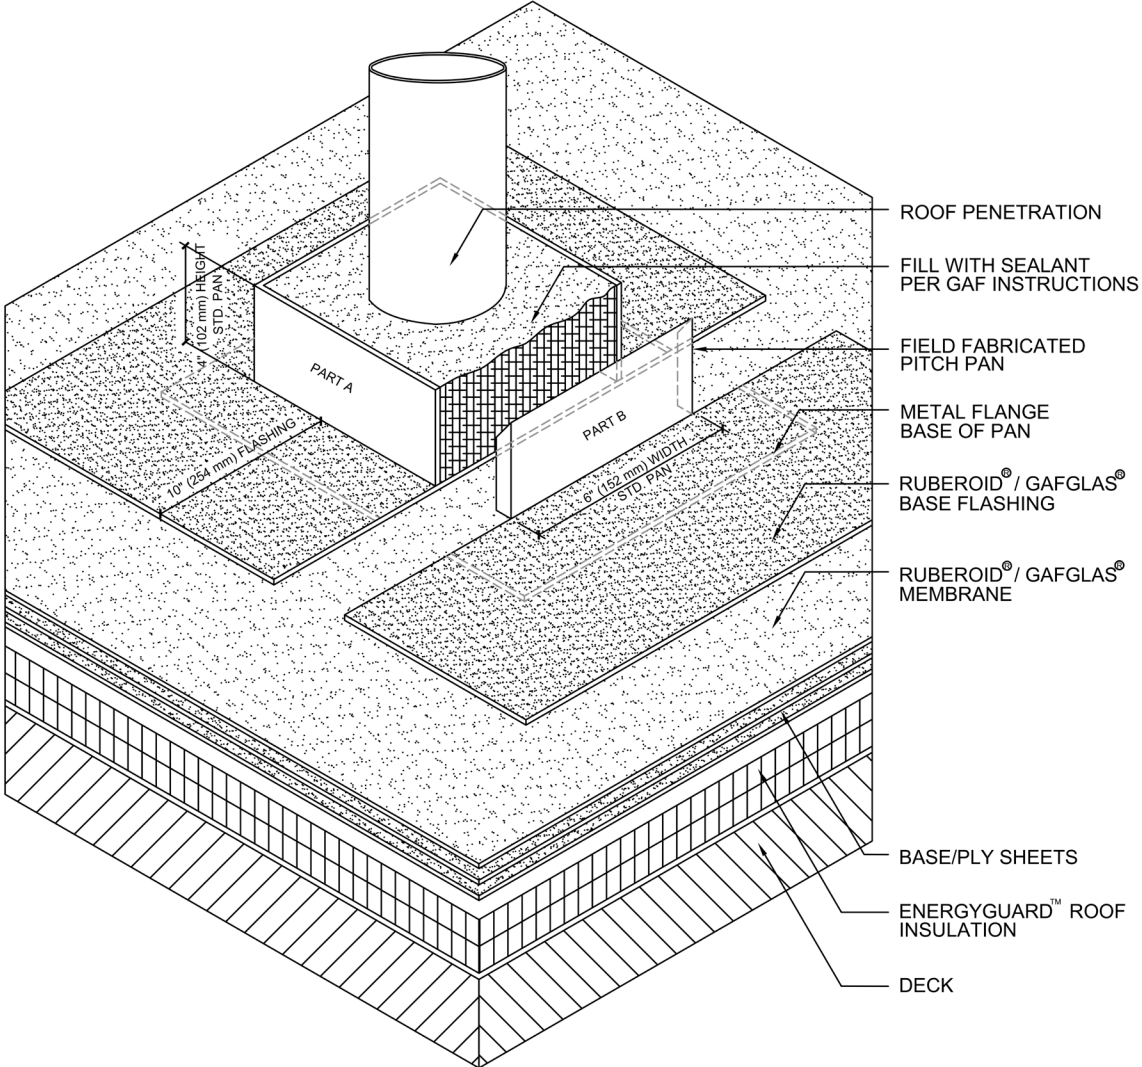 ROOF PENETRATION
FILL WITH SEALANT
PER GAF INSTRUCTIONS
FIELD FABRICATED
PITCH PAN
METAL FLANGE
BASE OF PAN
RUBEROID® / GAFGLAS®
BASE FLASHING
RUBEROID® / GAFGLAS®
MEMBRANE
BASE/PLY SHEETS
ENERGYGUARD™ ROOF
INSULATION
DECK
4" (102 mm) HEIGHT
STD. PAN
PART A
10" (254 mm) FLASHING
PART B
6" (152 mm) WIDTH
STD. PAN